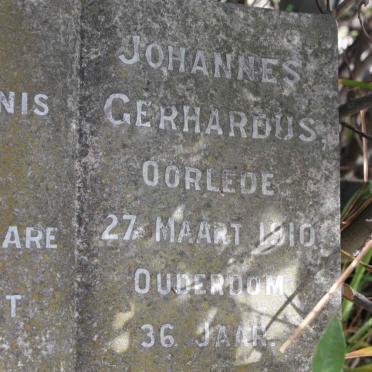 JOHANNES
GERHARDUS,
OORLEDE
27 MAART 1910
OUDERDOM
36 JAAR.
NIS
ARE
T